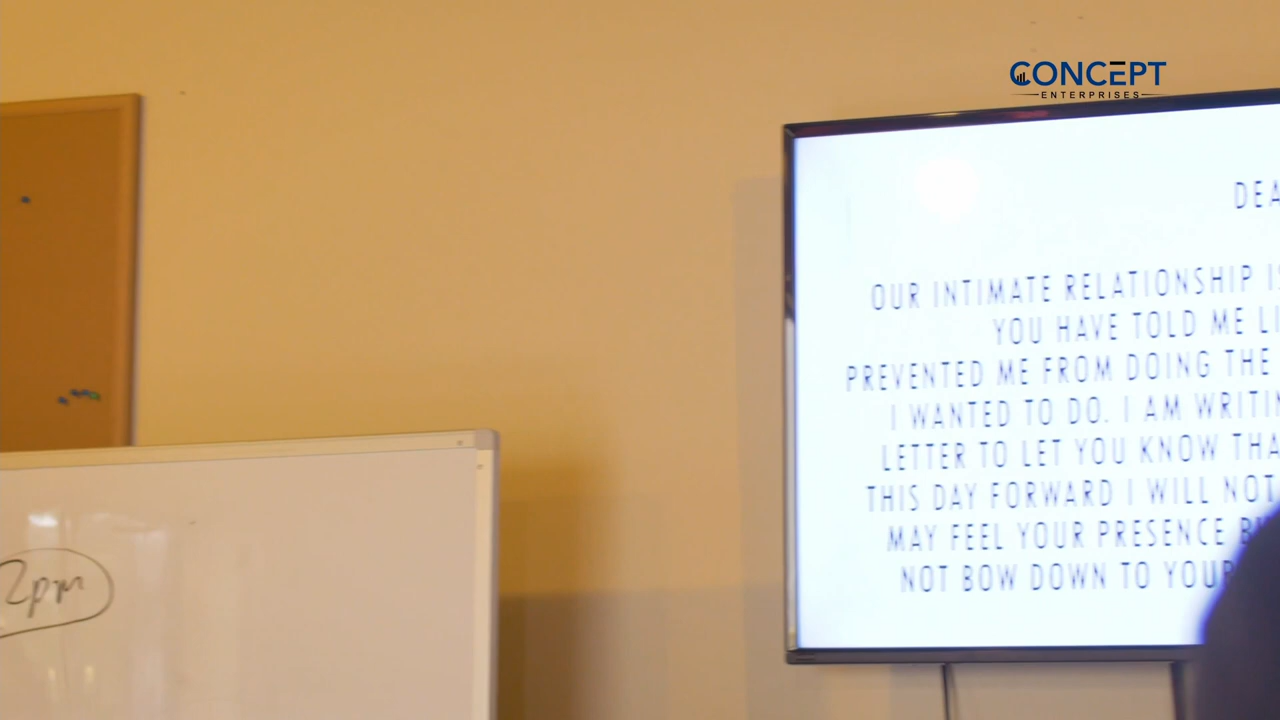 CONCEPT
ENTERPRISES
DEA
OUR INTIMATE RELATIONSHIP IS
YOU HAVE TOLD ME LI
PREVENTED ME FROM DOING THE
I WANTED TO DO. I AM WRITIN
LETTER TO LET YOU KNOW THA
THIS DAY FORWARD I WILL NOT
MAY FEEL YOUR PRESENCE BU
NOT BOW DOWN TO YOUR
2pm